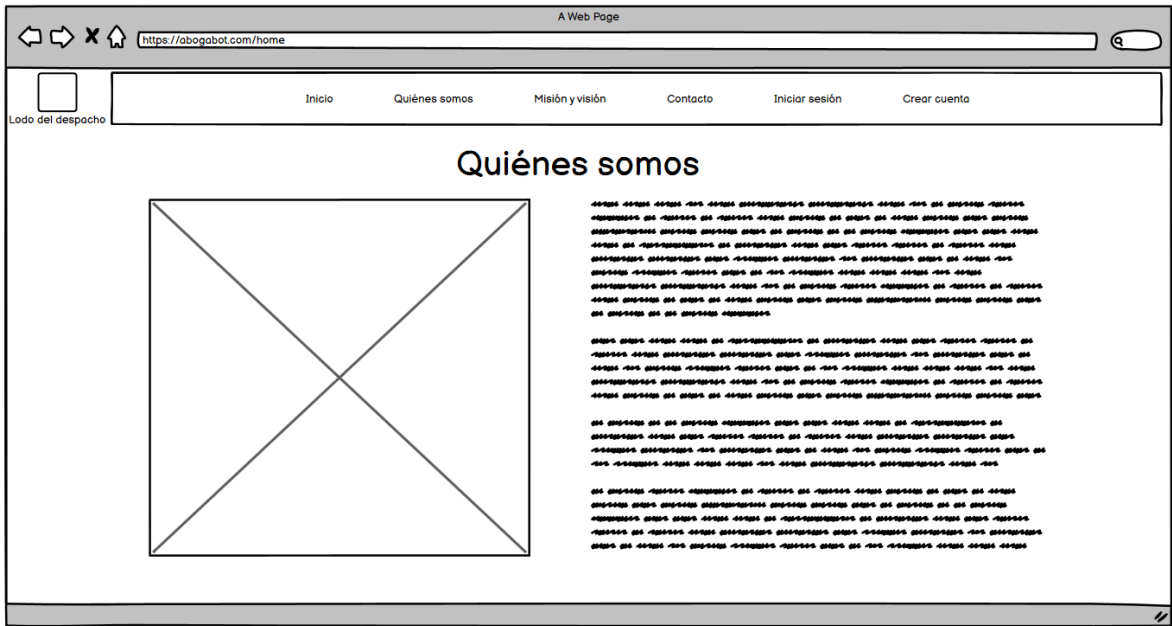 A Web Page
https://abogabot.com/home
Inicio Quiénes somos Misión y visión Contacto Iniciar sesión Crear cuenta
Lodo del despacho
Quiénes somos